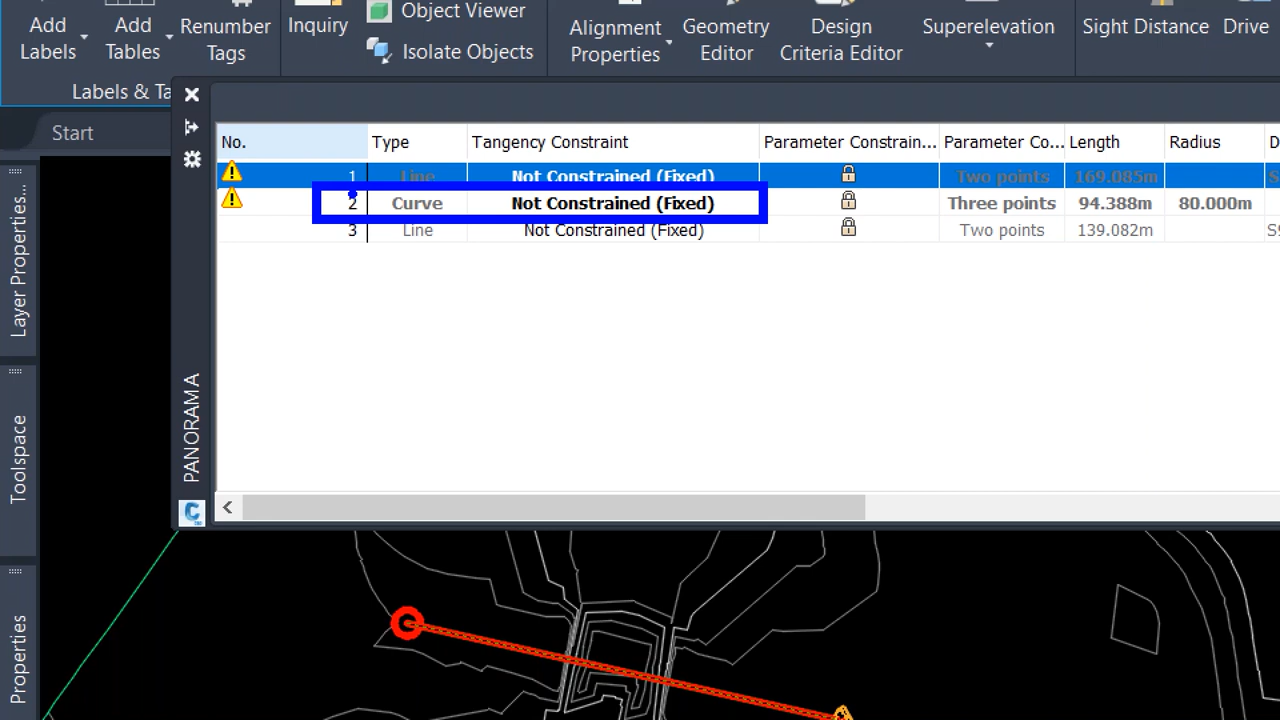 Add Labels
Add Tables
Renumber Tags
Inquiry
Object Viewer
Isolate Objects
Alignment Properties
Geometry Editor
Design Criteria Editor
Superelevation
Sight Distance
Drive
Labels & Ta
Start
No. Type Tangency Constraint Parameter Constrain... Parameter Co... Length Radius D
1 Line Not Constrained (Fixed) Two points 169.085m S
2 Curve Not Constrained (Fixed) Three points 94.388m 80.000m
3 Line Not Constrained (Fixed) Two points 139.082m S9
Layer Properties...
Toolspace
Properties
PANORAMA